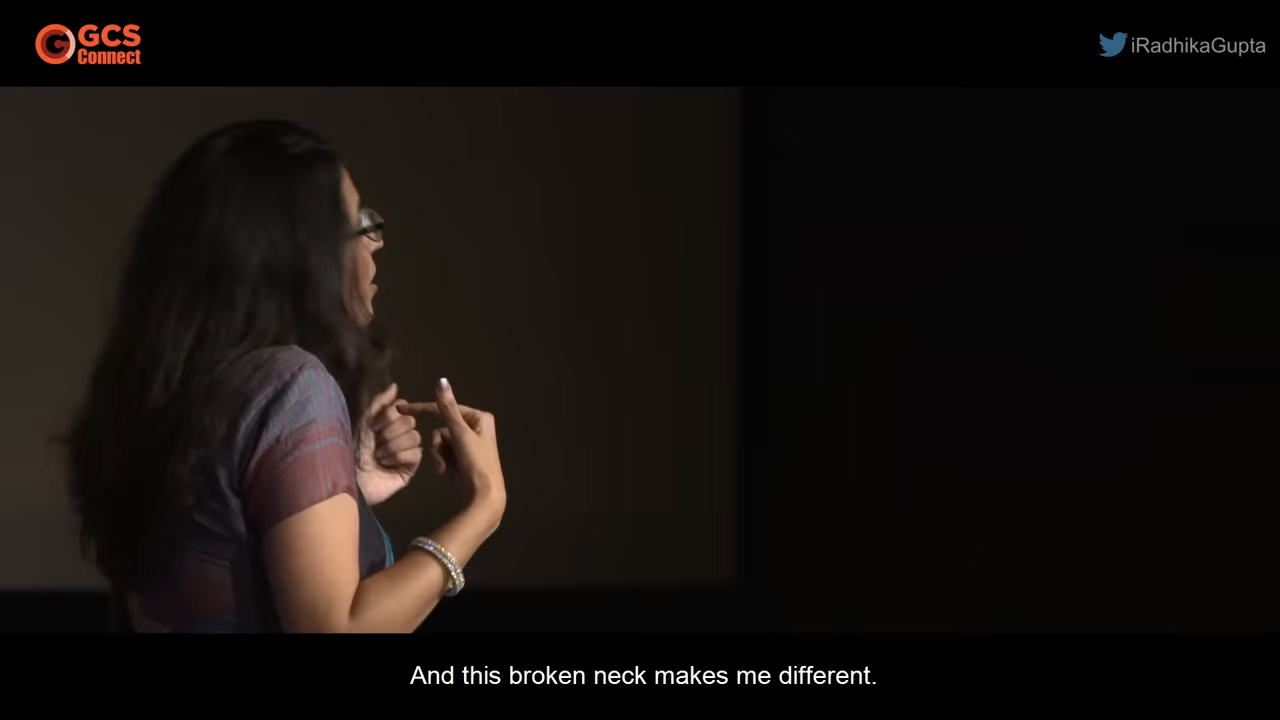 GCS
Connect
iRadhikaGupta
And this broken neck makes me different.